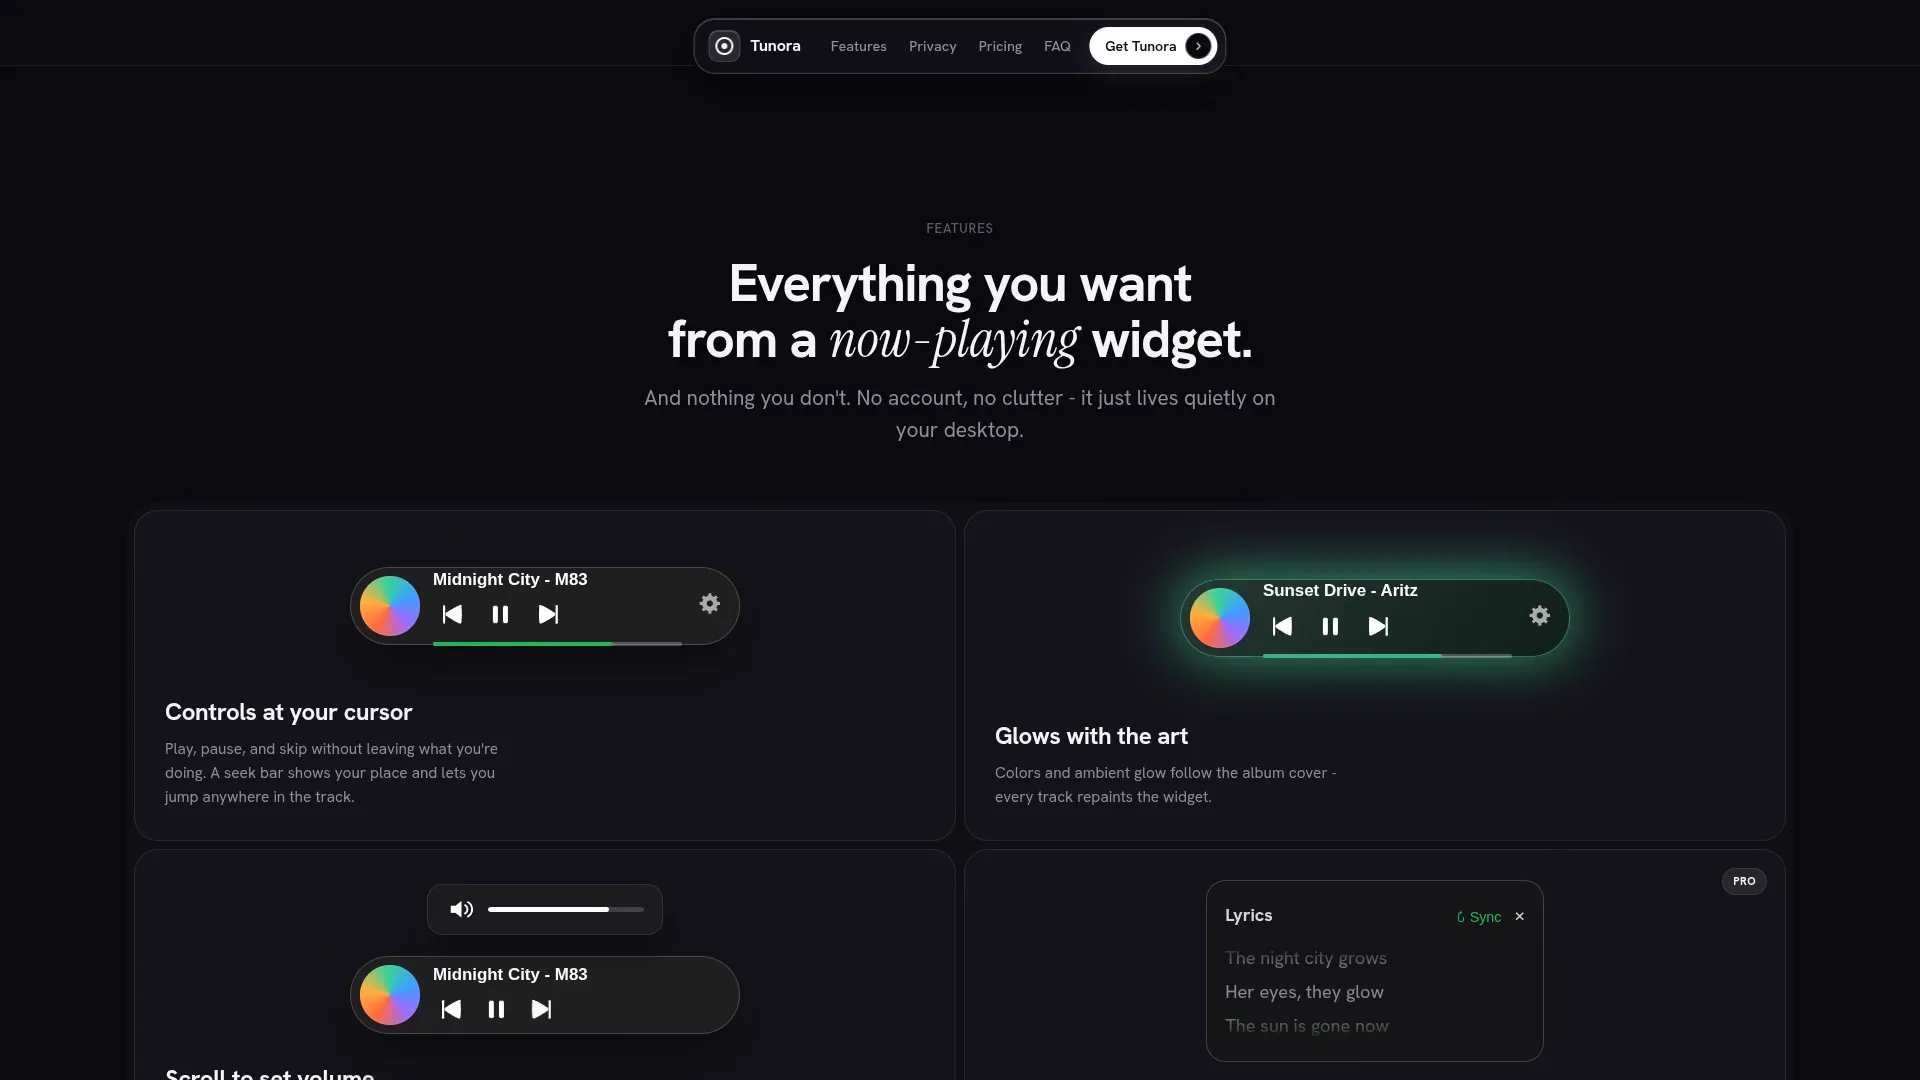 Tunora
Features
Privacy
Pricing
FAQ
Get Tunora
FEATURES
Everything you want
from a now-playing widget.
And nothing you don't. No account, no clutter - it just lives quietly on
your desktop.
Midnight City - M83
Controls at your cursor
Play, pause, and skip without leaving what you're
doing. A seek bar shows your place and lets you
jump anywhere in the track.
Sunset Drive - Aritz
Glows with the art
Colors and ambient glow follow the album cover -
every track repaints the widget.
Midnight City - M83
Scroll to set volume
PRO
Lyrics
Sync
The night city grows
Her eyes, they glow
The sun is gone now